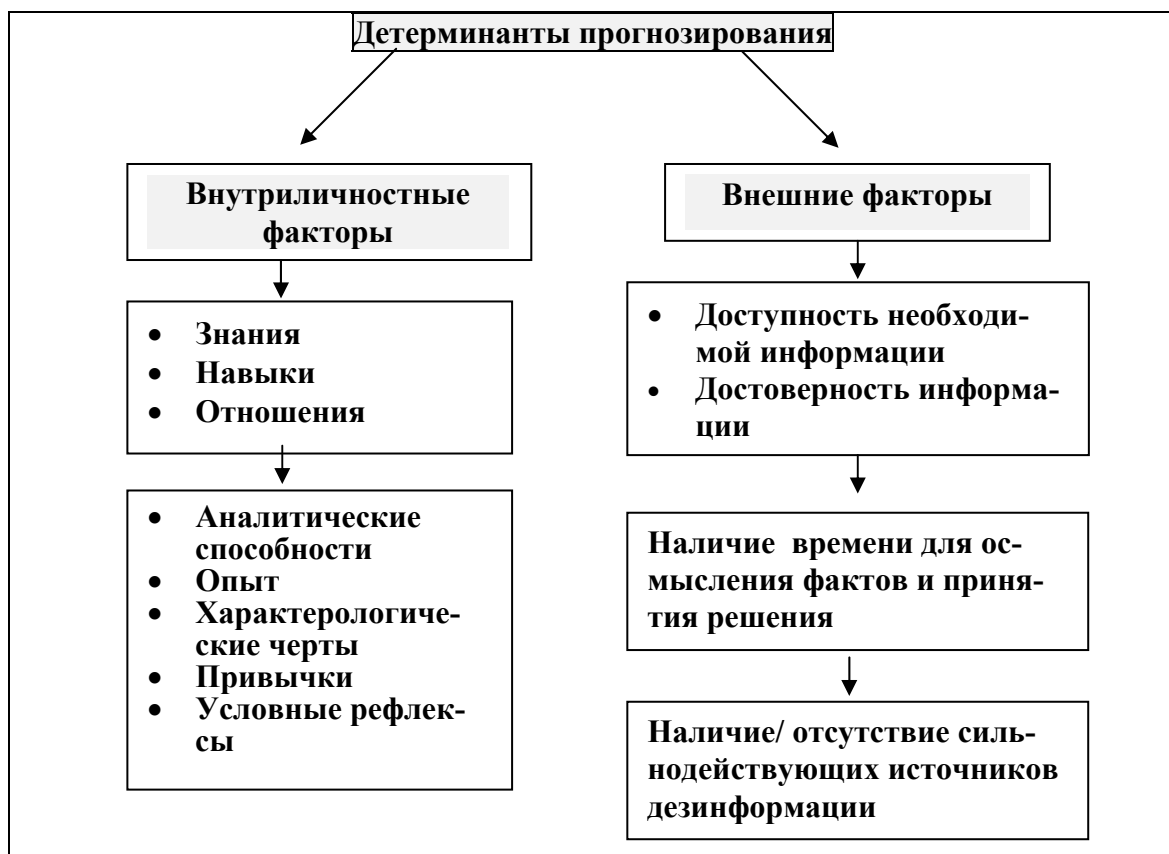 Детерминанты прогнозирования
Внутриличностные
факторы
• Знания
• Навыки
• Отношения
• Аналитические
способности
• Опыт
• Характерологиче-
ские черты
• Привычки
• Условные рефлек-
сы
Внешние факторы
• Доступность необходи-
мой информации
• Достоверность информа-
ции
Наличие времени для ос-
мысления фактов и приня-
тия решения
Наличие/ отсутствие силь-
нодействующих источников
дезинформации